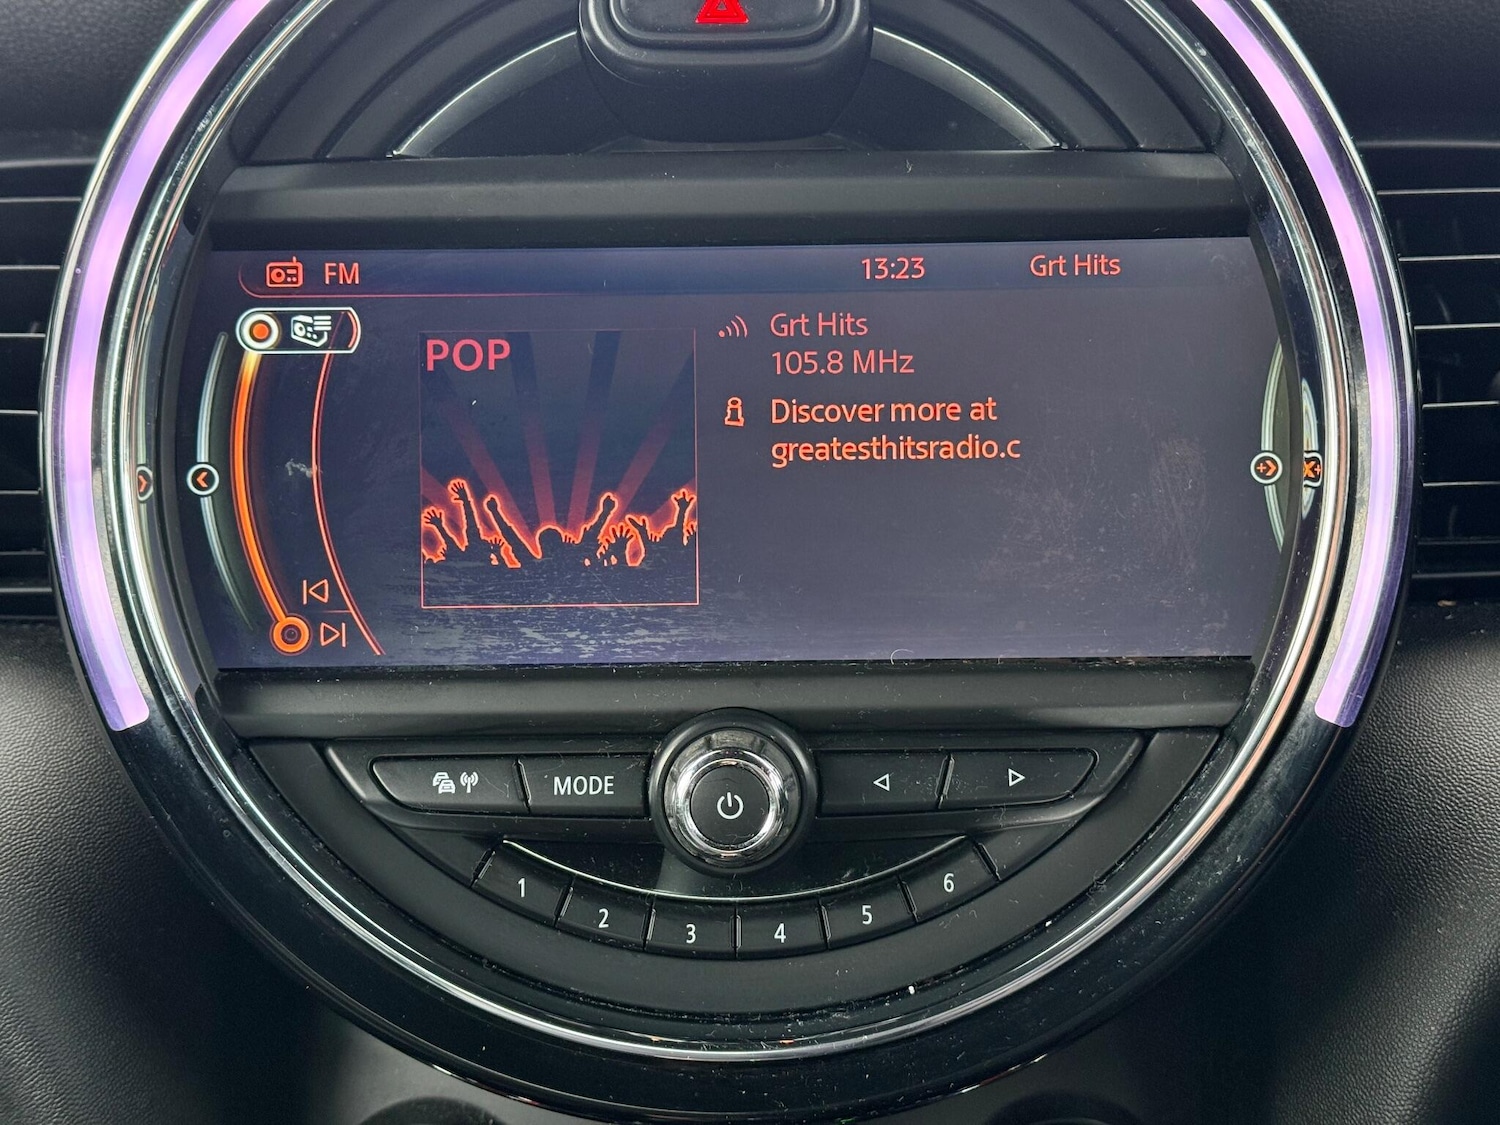 FM 13:23 Grt Hits
POP
Grt Hits
105.8 MHz
Discover more at
greatesthitsradio.c
MODE
1 2 3 4 5 6